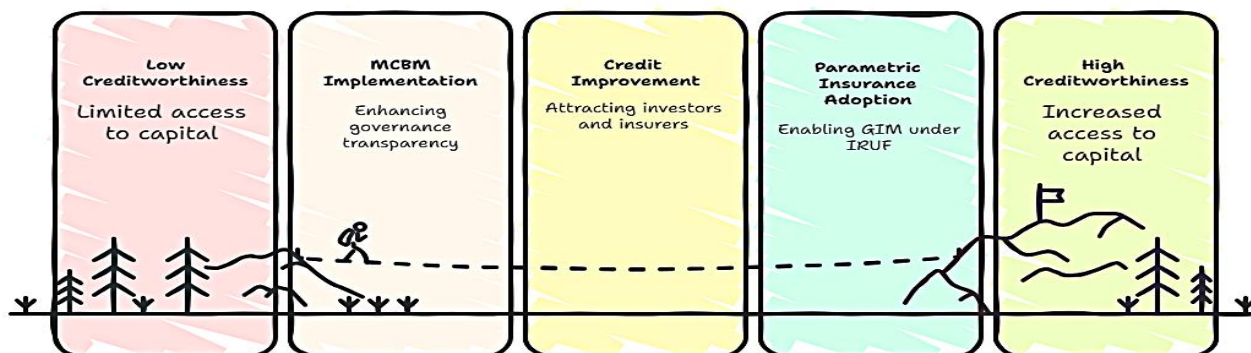 Low
Creditworthiness
Limited access
to capital
MCBM
Implementation
Enhancing
governance
transparency
Credit
Improvement
Attracting investors
and insurers
Parametric
Insurance
Adoption
Enabling GIM under
IRUF
High
Creditworthiness
Increased
access to
capital